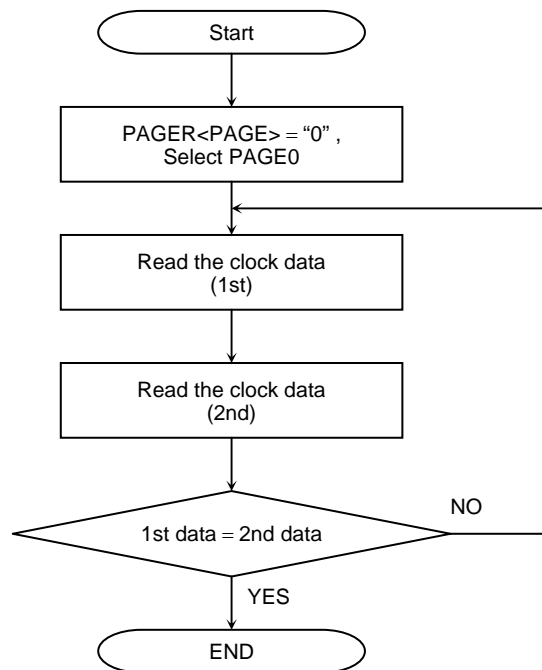 Start
PAGER<PAGE> = “0” ,
Select PAGE0
Read the clock data
(1st)
Read the clock data
(2nd)
1st data = 2nd data
NO
YES
END